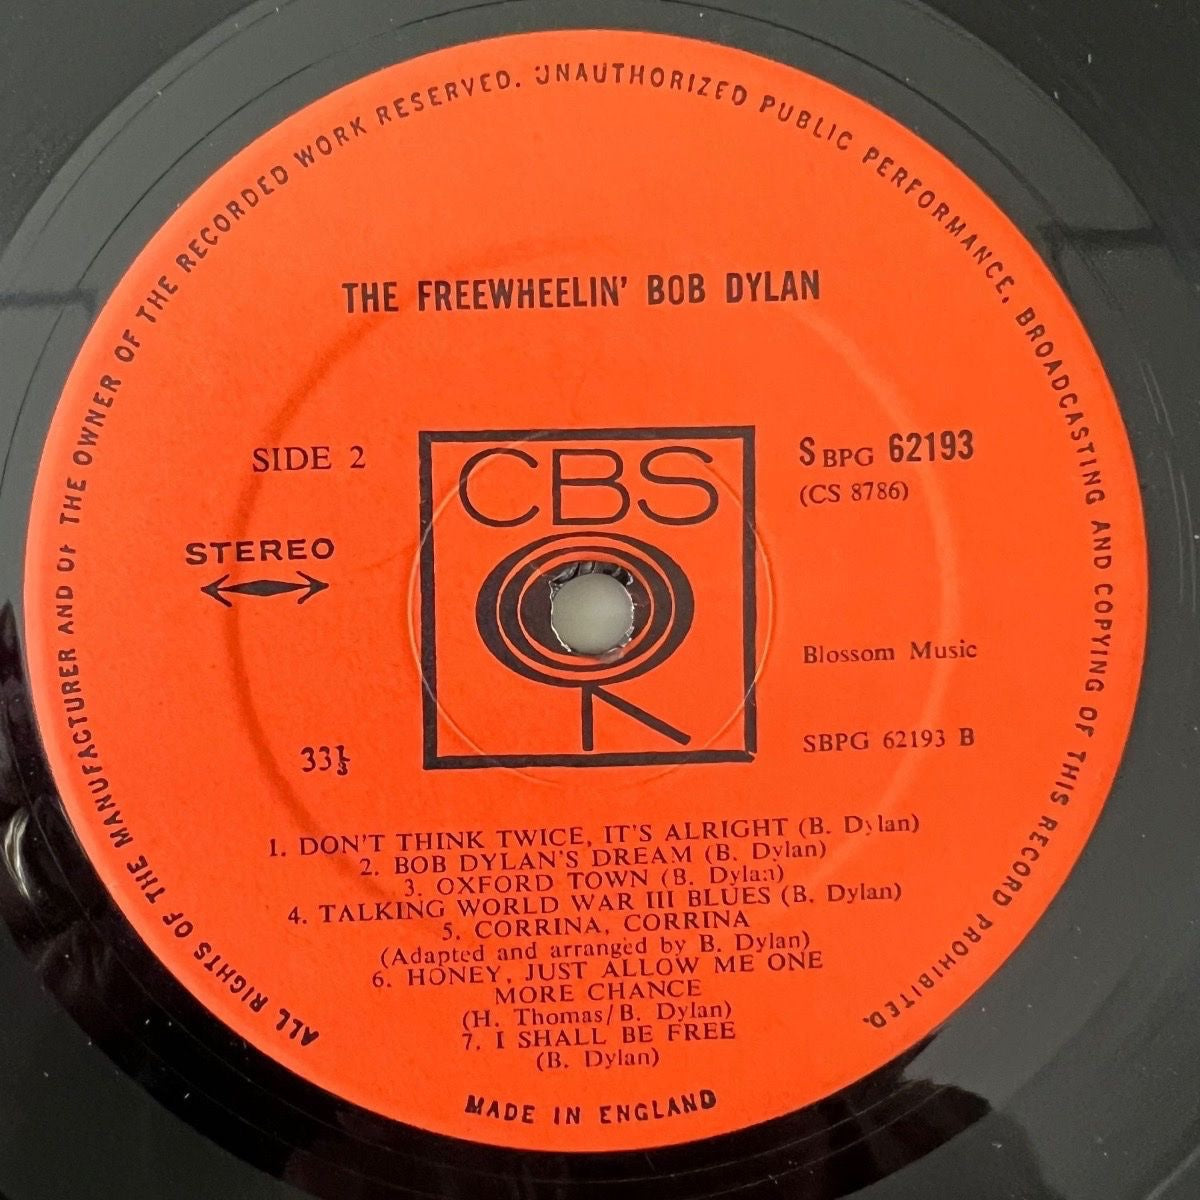 ALL RIGHTS OF THE MANUFACTURER AND OF THE OWNER OF THE RECORDED WORK RESERVED. UNAUTHORIZED PUBLIC PERFORMANCE, BROADCASTING AND COPYING OF THIS RECORD PROHIBITED.
THE FREEWHEELIN' BOB DYLAN
SIDE 2
STEREO
33⅓
CBS
S BPG 62193
(CS 8786)
Blossom Music
SBPG 62193 B
1. DON'T THINK TWICE, IT'S ALRIGHT (B. Dylan)
2. BOB DYLAN'S DREAM (B. Dylan)
3. OXFORD TOWN (B. Dylan)
4. TALKING WORLD WAR III BLUES (B. Dylan)
5. CORRINA, CORRINA
(Adapted and arranged by B. Dylan)
6. HONEY, JUST ALLOW ME ONE
MORE CHANCE
(H. Thomas/B. Dylan)
7. I SHALL BE FREE
(B. Dylan)
MADE IN ENGLAND